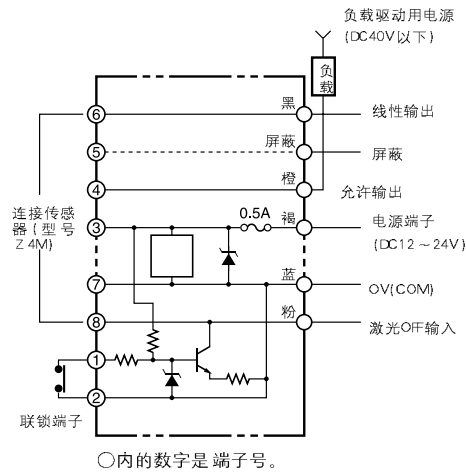 负载驱动用电源
(DC40V以下)
负载
⑥
黑
线性输出
⑤
屏蔽
屏蔽
④
橙
允许输出
连接传感
器(型号
Z4M)
③
0.5A
褐
电源端子
(DC12～24V)
⑦
蓝
0V(COM)
⑧
粉
激光OFF输入
①
②
联锁端子
○内的数字是端子号。